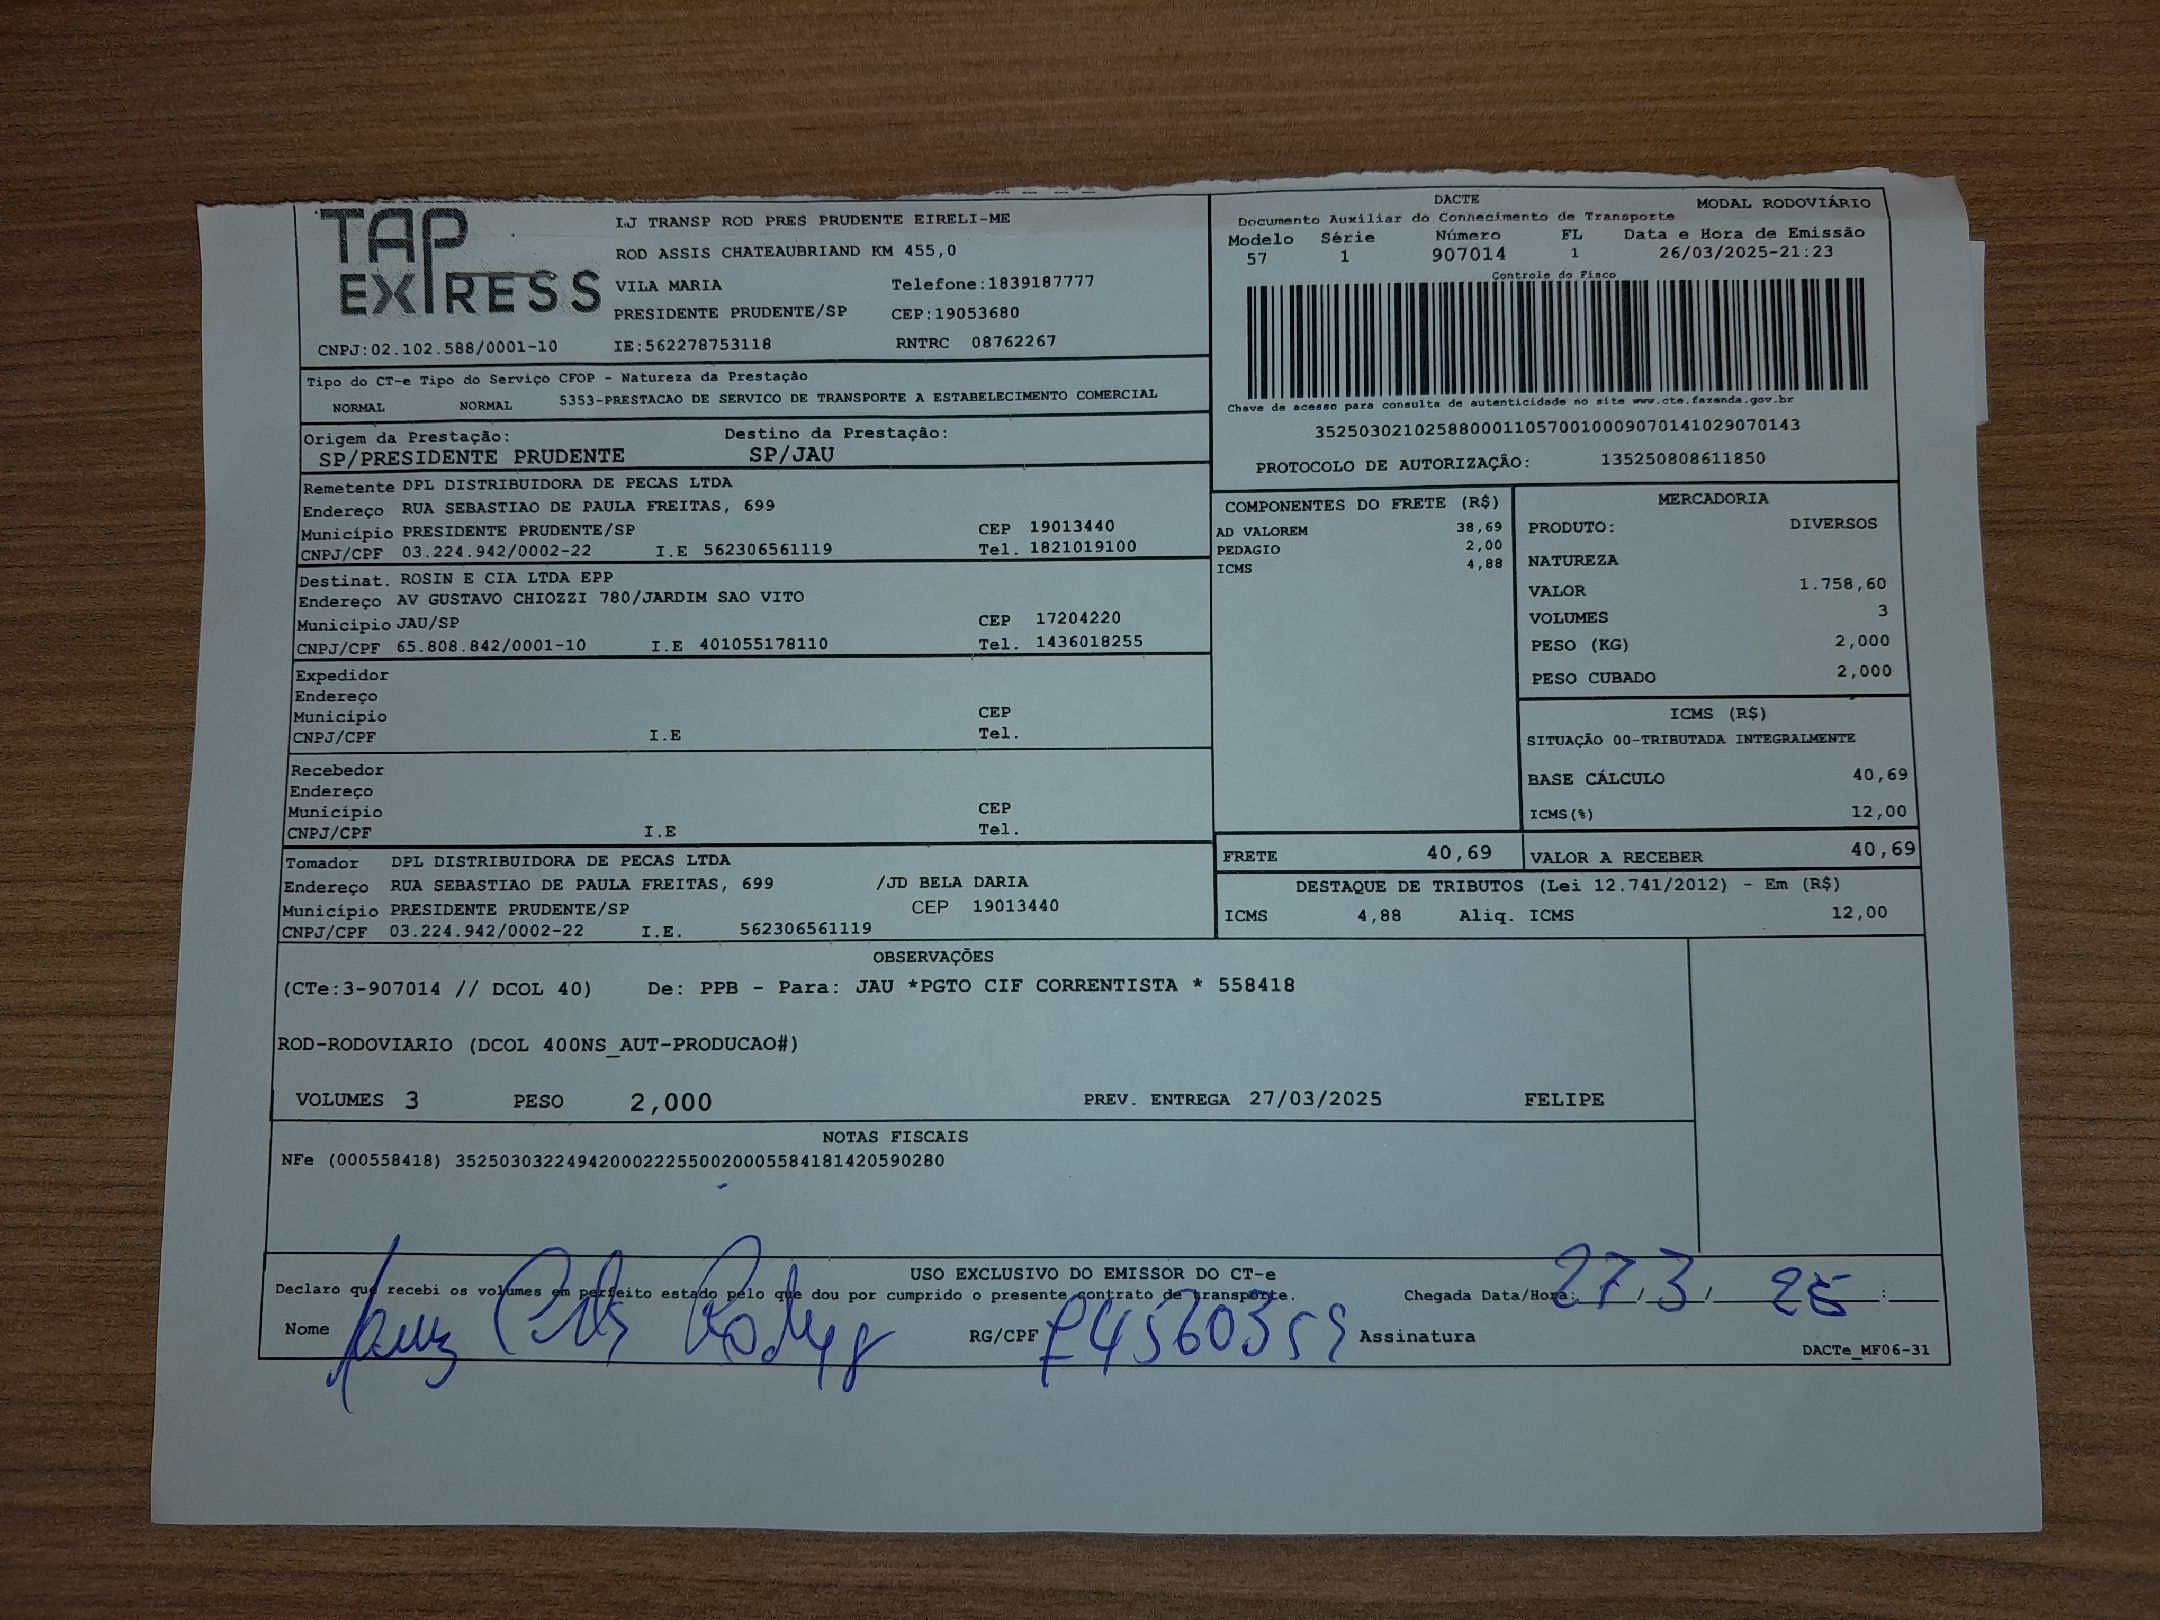 TAP EXPRESS
LJ TRANSP ROD PRES PRUDENTE EIRELI-ME
ROD ASSIS CHATEAUBRIAND KM 455,0
VILA MARIA Telefone:1839187777
PRESIDENTE PRUDENTE/SP CEP:19053680
CNPJ:02.102.588/0001-10 IE:562278753118 RNTRC 08762267
DACTE MODAL RODOVIÁRIO
Documento Auxiliar do Conhecimento de Transporte
Modelo Série Número FL Data e Hora de Emissão
57 1 907014 1 26/03/2025-21:23
Controle do Fisco
Chave de acesso para consulta de autenticidade no site www.cte.fazenda.gov.br
35250302102588000110570010009070141029070143
PROTOCOLO DE AUTORIZAÇÃO: 135250808611850
Tipo do CT-e Tipo do Serviço CFOP - Natureza da Prestação
NORMAL NORMAL 5353-PRESTACAO DE SERVICO DE TRANSPORTE A ESTABELECIMENTO COMERCIAL
Origem da Prestação: Destino da Prestação:
SP/PRESIDENTE PRUDENTE SP/JAU
Remetente DPL DISTRIBUIDORA DE PECAS LTDA
Endereço RUA SEBASTIAO DE PAULA FREITAS, 699
Município PRESIDENTE PRUDENTE/SP CEP 19013440
CNPJ/CPF 03.224.942/0002-22 I.E 562306561119 Tel. 1821019100
Destinat. ROSIN E CIA LTDA EPP
Endereço AV GUSTAVO CHIOZZI 780/JARDIM SAO VITO
Município JAU/SP CEP 17204220
CNPJ/CPF 65.808.842/0001-10 I.E 401055178110 Tel. 1436018255
Expedidor
Endereço
Município CEP
CNPJ/CPF I.E Tel.
Recebedor
Endereço
Município CEP
CNPJ/CPF I.E Tel.
Tomador DPL DISTRIBUIDORA DE PECAS LTDA
Endereço RUA SEBASTIAO DE PAULA FREITAS, 699 /JD BELA DARIA
Município PRESIDENTE PRUDENTE/SP CEP 19013440
CNPJ/CPF 03.224.942/0002-22 I.E. 562306561119
COMPONENTES DO FRETE (R$)
AD VALOREM 38,69
PEDAGIO 2,00
ICMS 4,88
MERCADORIA
PRODUTO: DIVERSOS
NATUREZA
VALOR 1.758,60
VOLUMES 3
PESO (KG) 2,000
PESO CUBADO 2,000
ICMS (R$)
SITUAÇÃO 00-TRIBUTADA INTEGRALMENTE
BASE CÁLCULO 40,69
ICMS(%) 12,00
FRETE 40,69 VALOR A RECEBER 40,69
DESTAQUE DE TRIBUTOS (Lei 12.741/2012) - Em (R$)
ICMS 4,88 Aliq. ICMS 12,00
OBSERVAÇÕES
(CTe:3-907014 // DCOL 40) De: PPB - Para: JAU *PGTO CIF CORRENTISTA * 558418
ROD-RODOVIARIO (DCOL 400NS_AUT-PRODUCAO#)
VOLUMES 3 PESO 2,000 PREV. ENTREGA 27/03/2025 FELIPE
NOTAS FISCAIS
NFe (000558418) 35250303224942000222550020005584181420590280
USO EXCLUSIVO DO EMISSOR DO CT-e
Declaro que recebi os volumes em perfeito estado pelo que dou por cumprido o presente contrato de transporte. Chegada Data/Hora: 27/3/25 :
Nome RG/CPF Assinatura
DACTe_MF06-31